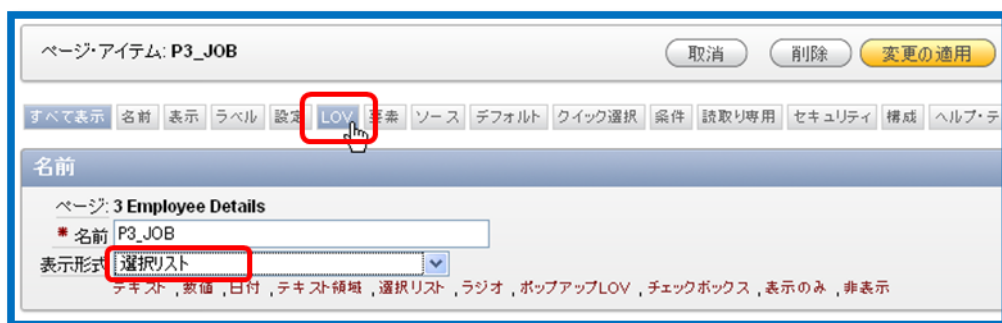 ページ・アイテム: P3_JOB
取消 削除 変更の適用
すべて表示 名前 表示 ラベル 設定 LOV 要素 ソース デフォルト クイック選択 条件 読取り専用 セキュリティ 構成 ヘルプ・テ
名前
ページ: 3 Employee Details
* 名前 P3_JOB
表示形式 選択リスト
テキスト ,数値 ,日付 ,テキスト領域 ,選択リスト ,ラジオ ,ポップアップLOV ,チェックボックス ,表示のみ ,非表示